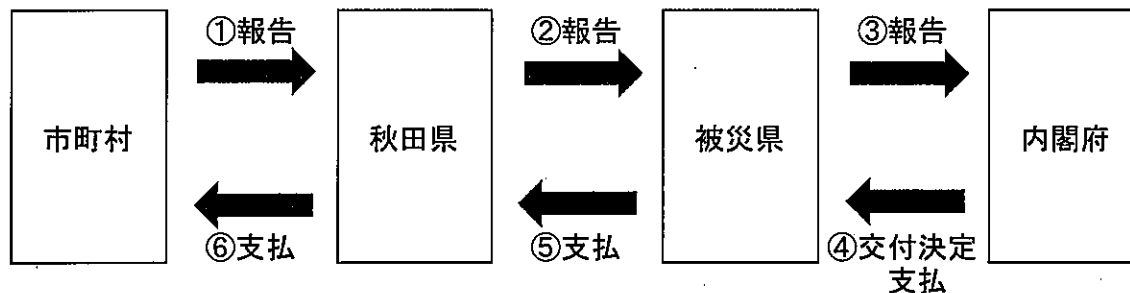 ①報告
②報告
③報告
市町村
秋田県
被災県
内閣府
⑥支払
⑤支払
④交付決定
支払